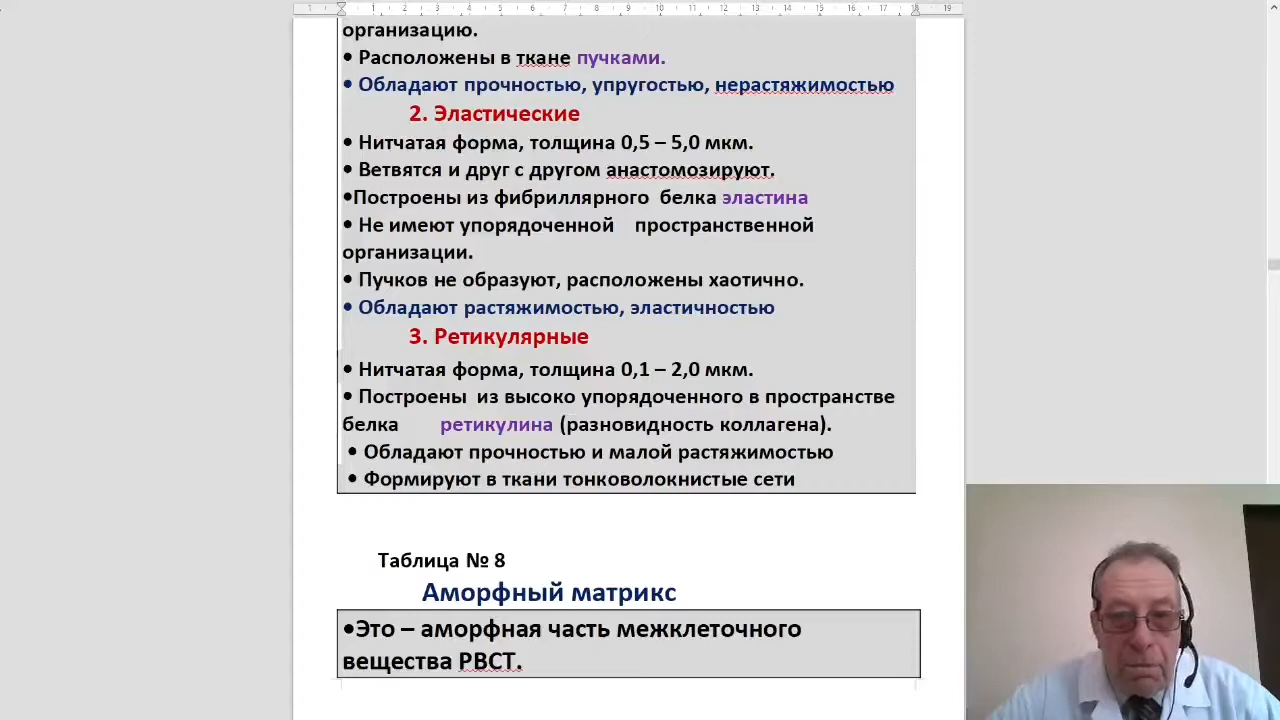 организацию.
• Расположены в ткане пучками.
• Обладают прочностью, упругостью, нерастяжимостью
2. Эластические
• Нитчатая форма, толщина 0,5 – 5,0 мкм.
• Ветвятся и друг с другом анастомозируют.
•Построены из фибриллярного белка эластина
• Не имеют упорядоченной пространственной
организации.
• Пучков не образуют, расположены хаотично.
• Обладают растяжимостью, эластичностью
3. Ретикулярные
• Нитчатая форма, толщина 0,1 – 2,0 мкм.
• Построены из высоко упорядоченного в пространстве
белка ретикулина (разновидность коллагена).
• Обладают прочностью и малой растяжимостью
• Формируют в ткани тонковолокнистые сети
Таблица № 8
Аморфный матрикс
•Это – аморфная часть межклеточного
вещества РВСТ.